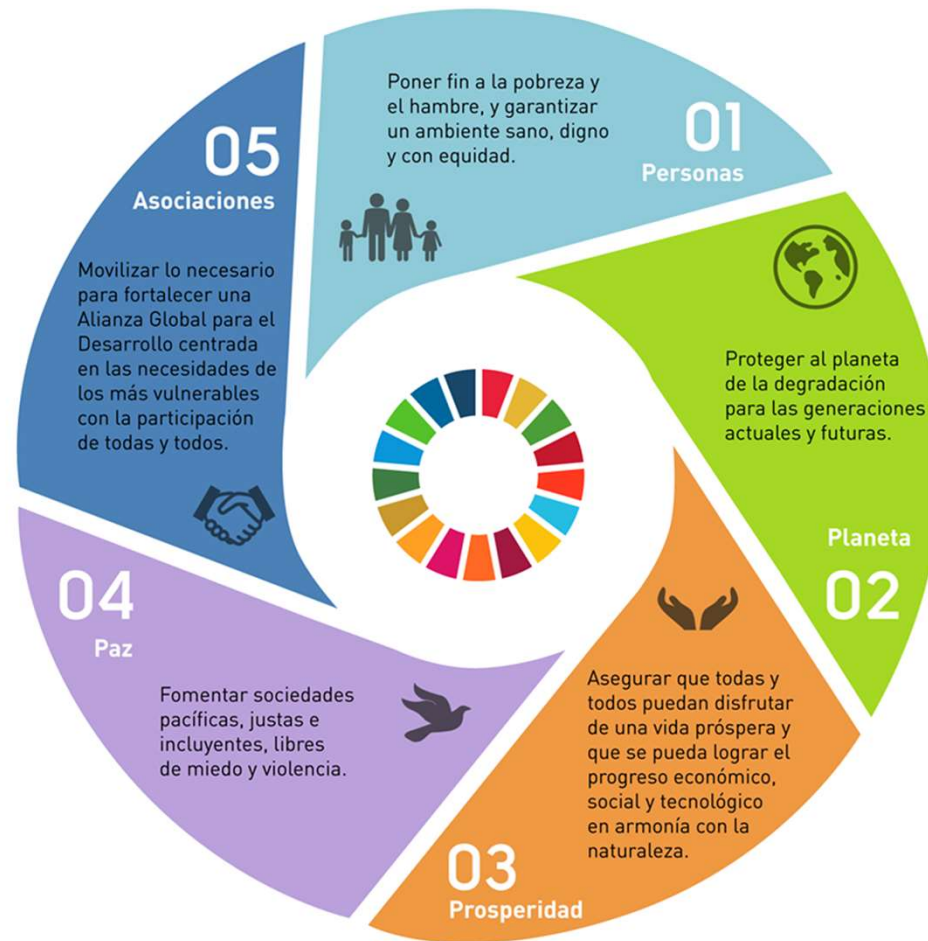 Poner fin a la pobreza y
el hambre, y garantizar
un ambiente sano, digno
y con equidad.
01
Personas
Proteger al planeta
de la degradación
para las generaciones
actuales y futuras.
Planeta
02
Asegurar que todas y
todos puedan disfrutar
de una vida próspera y
que se pueda lograr el
progreso económico,
social y tecnológico
en armonía con la
naturaleza.
03
Prosperidad
04
Paz
Fomentar sociedades
pacíficas, justas e
incluyentes, libres
de miedo y violencia.
05
Asociaciones
Movilizar lo necesario
para fortalecer una
Alianza Global para el
Desarrollo centrada
en las necesidades de
los más vulnerables
con la participación
de todas y todos.